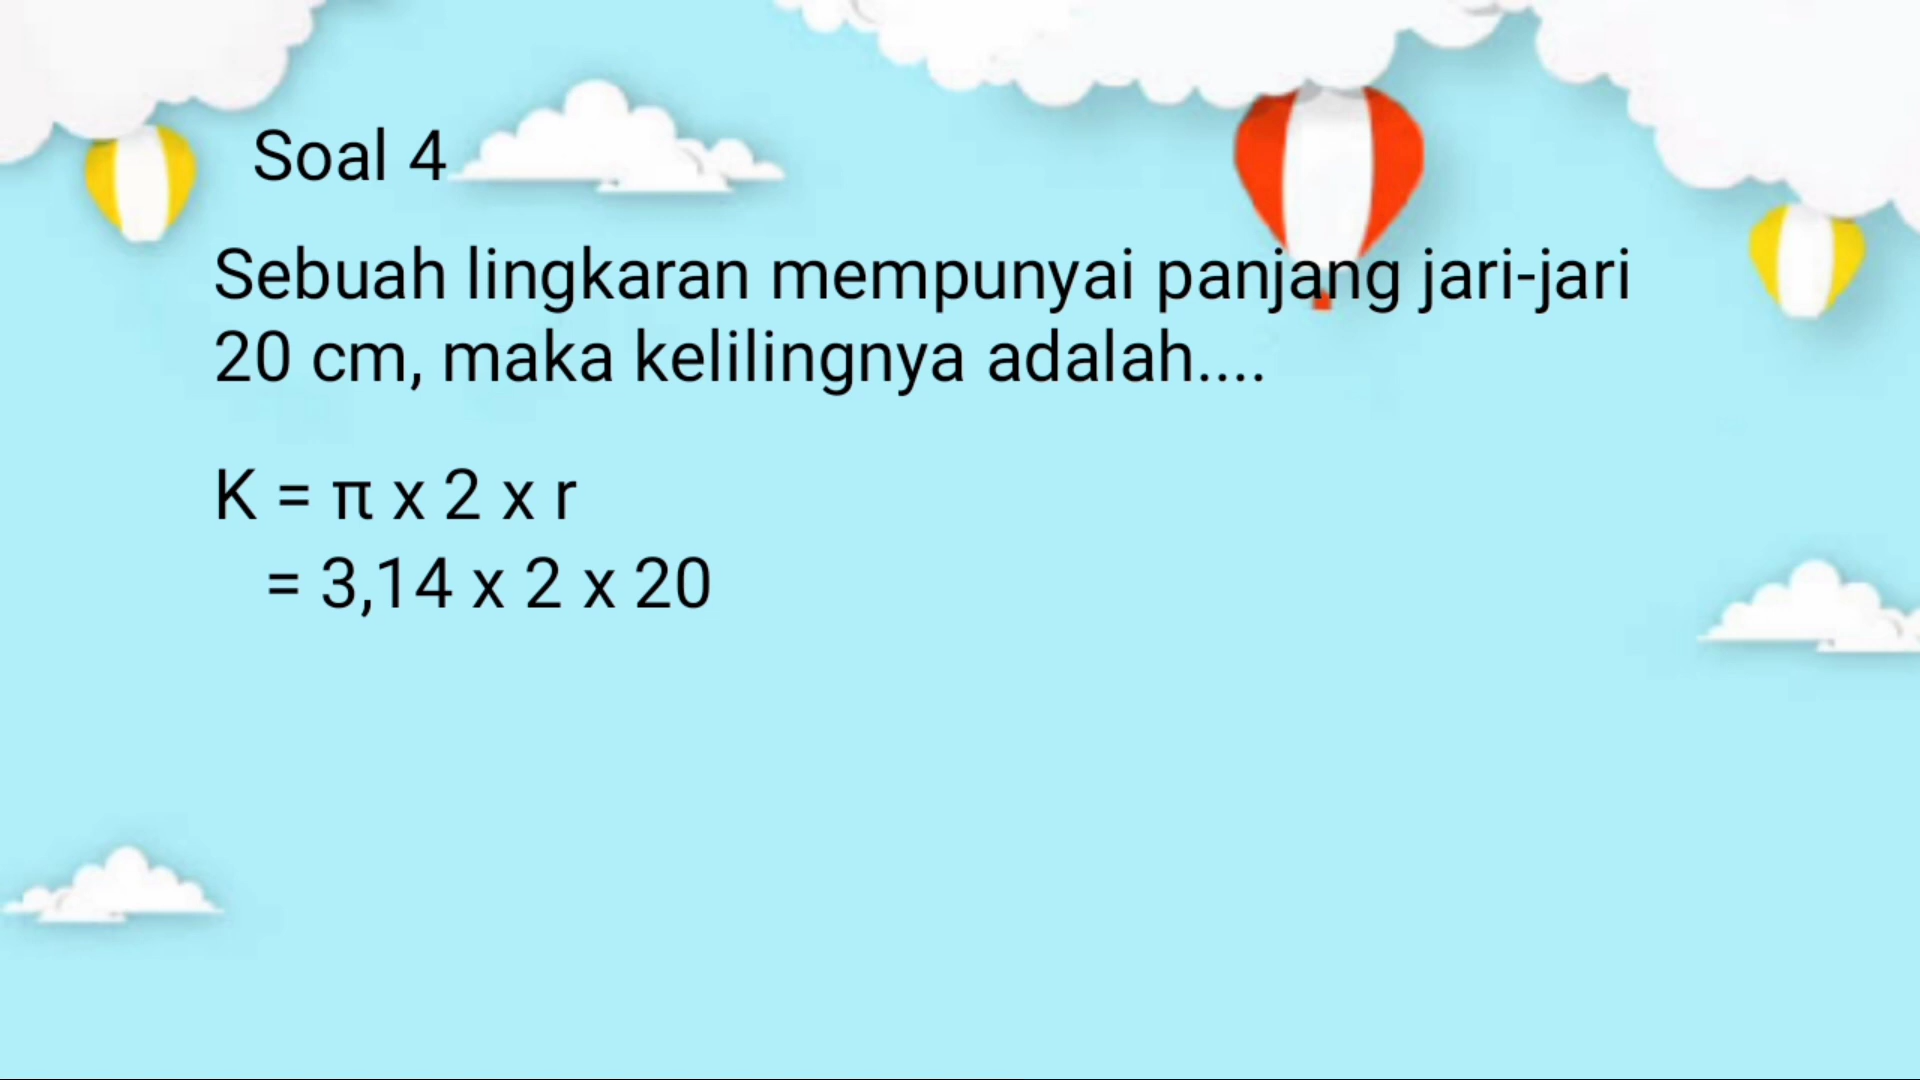 Soal 4
Sebuah lingkaran mempunyai panjang jari-jari
20 cm, maka kelilingnya adalah....
K = π x 2 x r
= 3,14 x 2 x 20